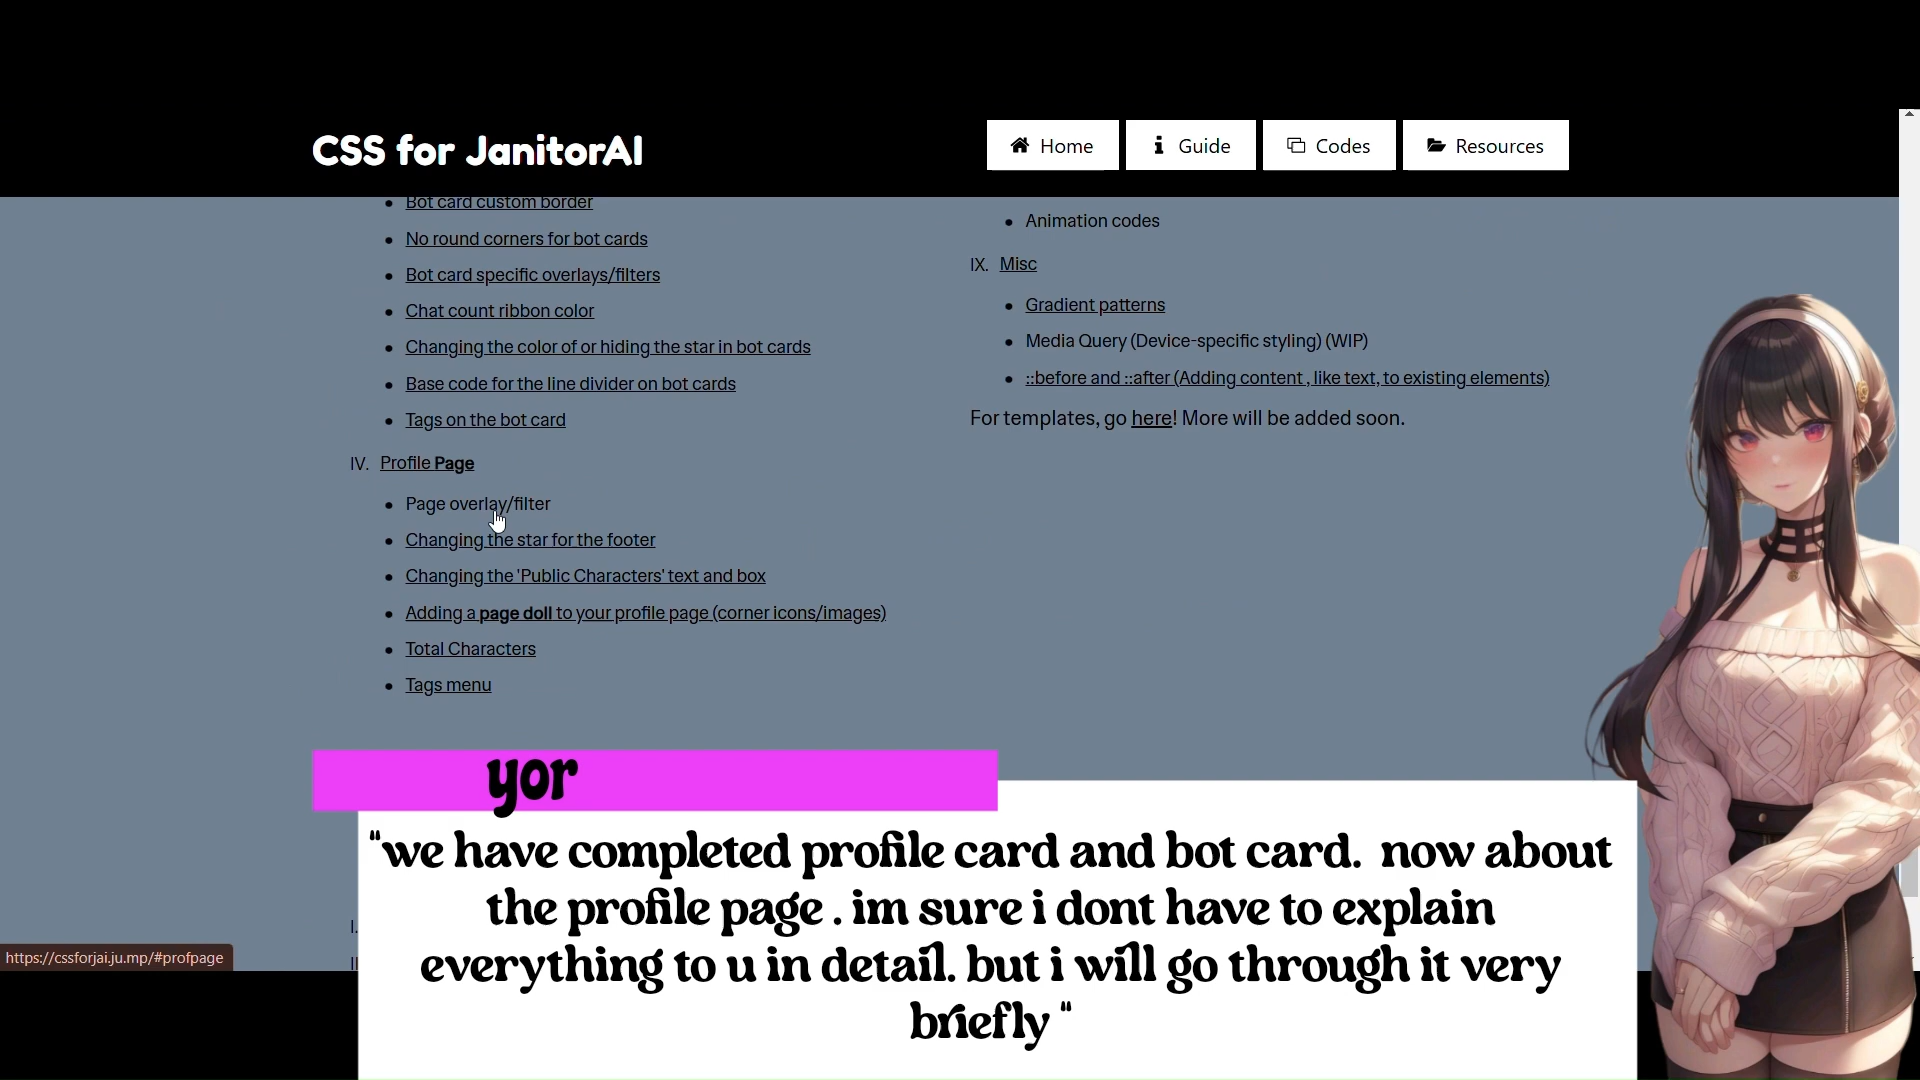 CSS for JanitorAI
Home
Guide
Codes
Resources
Bot card custom border
No round corners for bot cards
Bot card specific overlays/filters
Chat count ribbon color
Changing the color of or hiding the star in bot cards
Base code for the line divider on bot cards
Tags on the bot card
IV. Profile Page
Page overlay/filter
Changing the star for the footer
Changing the 'Public Characters' text and box
Adding a page doll to your profile page (corner icons/images)
Total Characters
Tags menu
Animation codes
IX. Misc
Gradient patterns
Media Query (Device-specific styling) (WIP)
::before and ::after (Adding content , like text, to existing elements)
For templates, go here! More will be added soon.
yor
"we have completed profile card and bot card. now about
the profile page . im sure i dont have to explain
everything to u in detail. but i will go through it very
briefly "
I.
https://cssforjai.ju.mp/#profpage